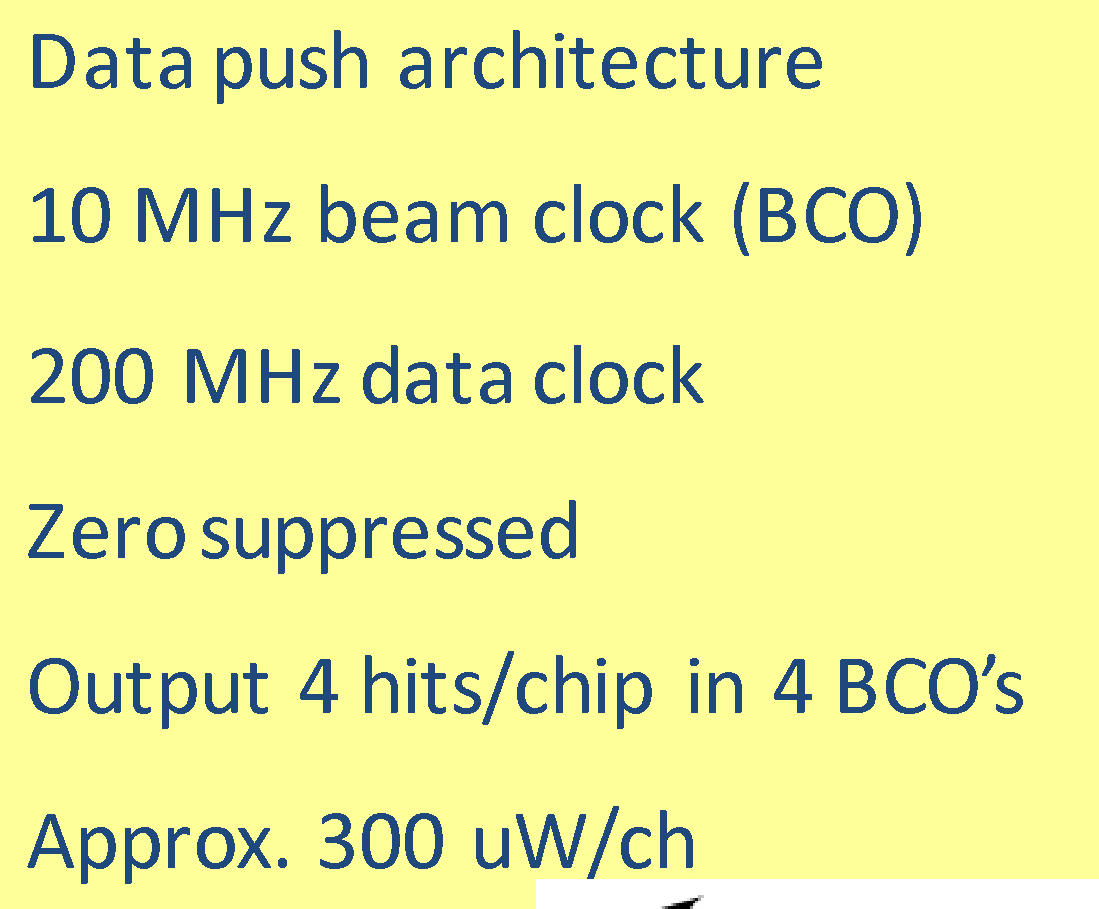 Data push architecture
10 MHz beam clock (BCO)
200 MHz data clock
Zero suppressed
Output 4 hits/chip in 4 BCO’s
Approx. 300 uW/ch